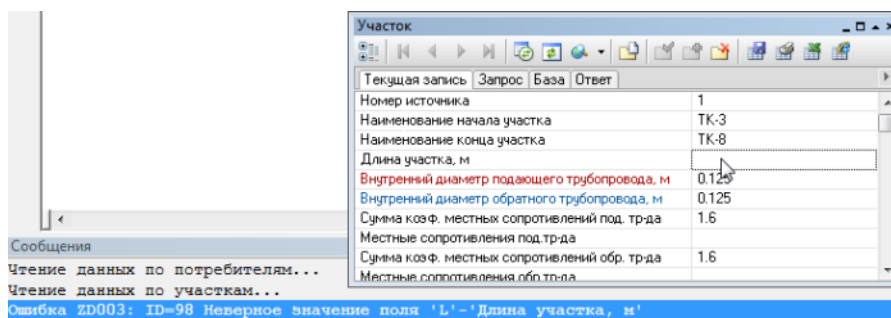 Участок
Текущая запись Запрос База Ответ
Номер источника 1
Наименование начала участка ТК-3
Наименование конца участка ТК-8
Длина участка, м
Внутренний диаметр подающего трубопровода, м 0.125
Внутренний диаметр обратного трубопровода, м 0.125
Сумма коэф. местных сопротивлений под. тр-да 1.6
Местные сопротивления под.тр-да
Сумма коэф. местных сопротивлений обр. тр-да 1.6
Местные сопротивления обр.тр-да
Сообщения
Чтение данных по потребителям...
Чтение данных по участкам...
Ошибка ZD003: ID=98 Неверное значение поля 'L'-'Длина участка, м'